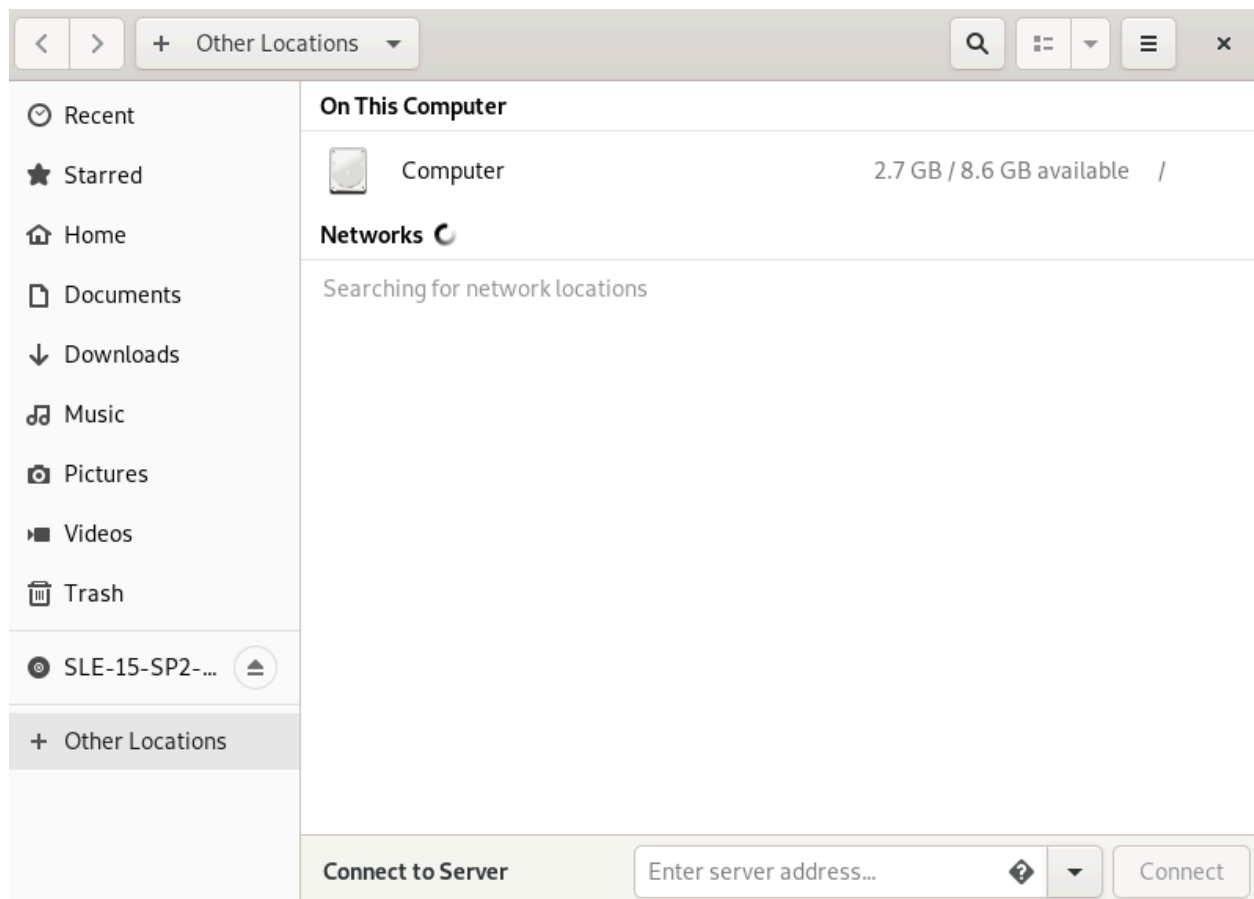 Other Locations
Recent
Starred
Home
Documents
Downloads
Music
Pictures
Videos
Trash
SLE-15-SP2-...
Other Locations
On This Computer
Computer 2.7 GB / 8.6 GB available /
Networks
Searching for network locations
Connect to Server Enter server address... Connect